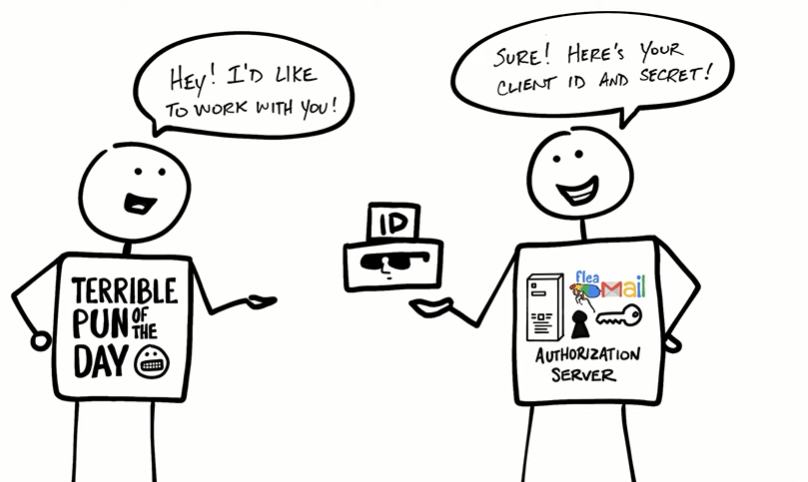 HEY! I'D LIKE
TO WORK WITH YOU!
SURE! HERE'S YOUR
CLIENT ID AND SECRET!
ID
TERRIBLE
PUN OF THE
DAY
flea
Mail
AUTHORIZATION
SERVER